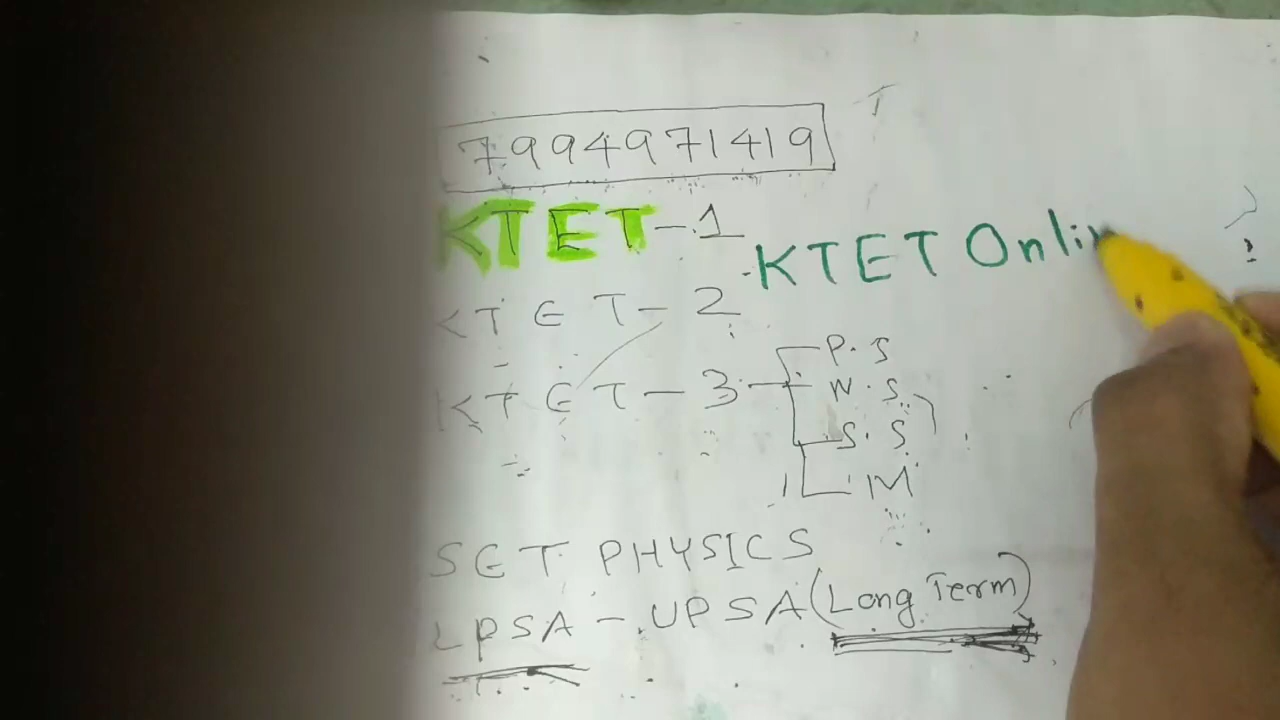 7994971419
KTET-1
KTET Onli
KTET-2
KTET-3
P.S
N.S
S.S
M
SET PHYSICS
LPSA - UPSA (Long Term)